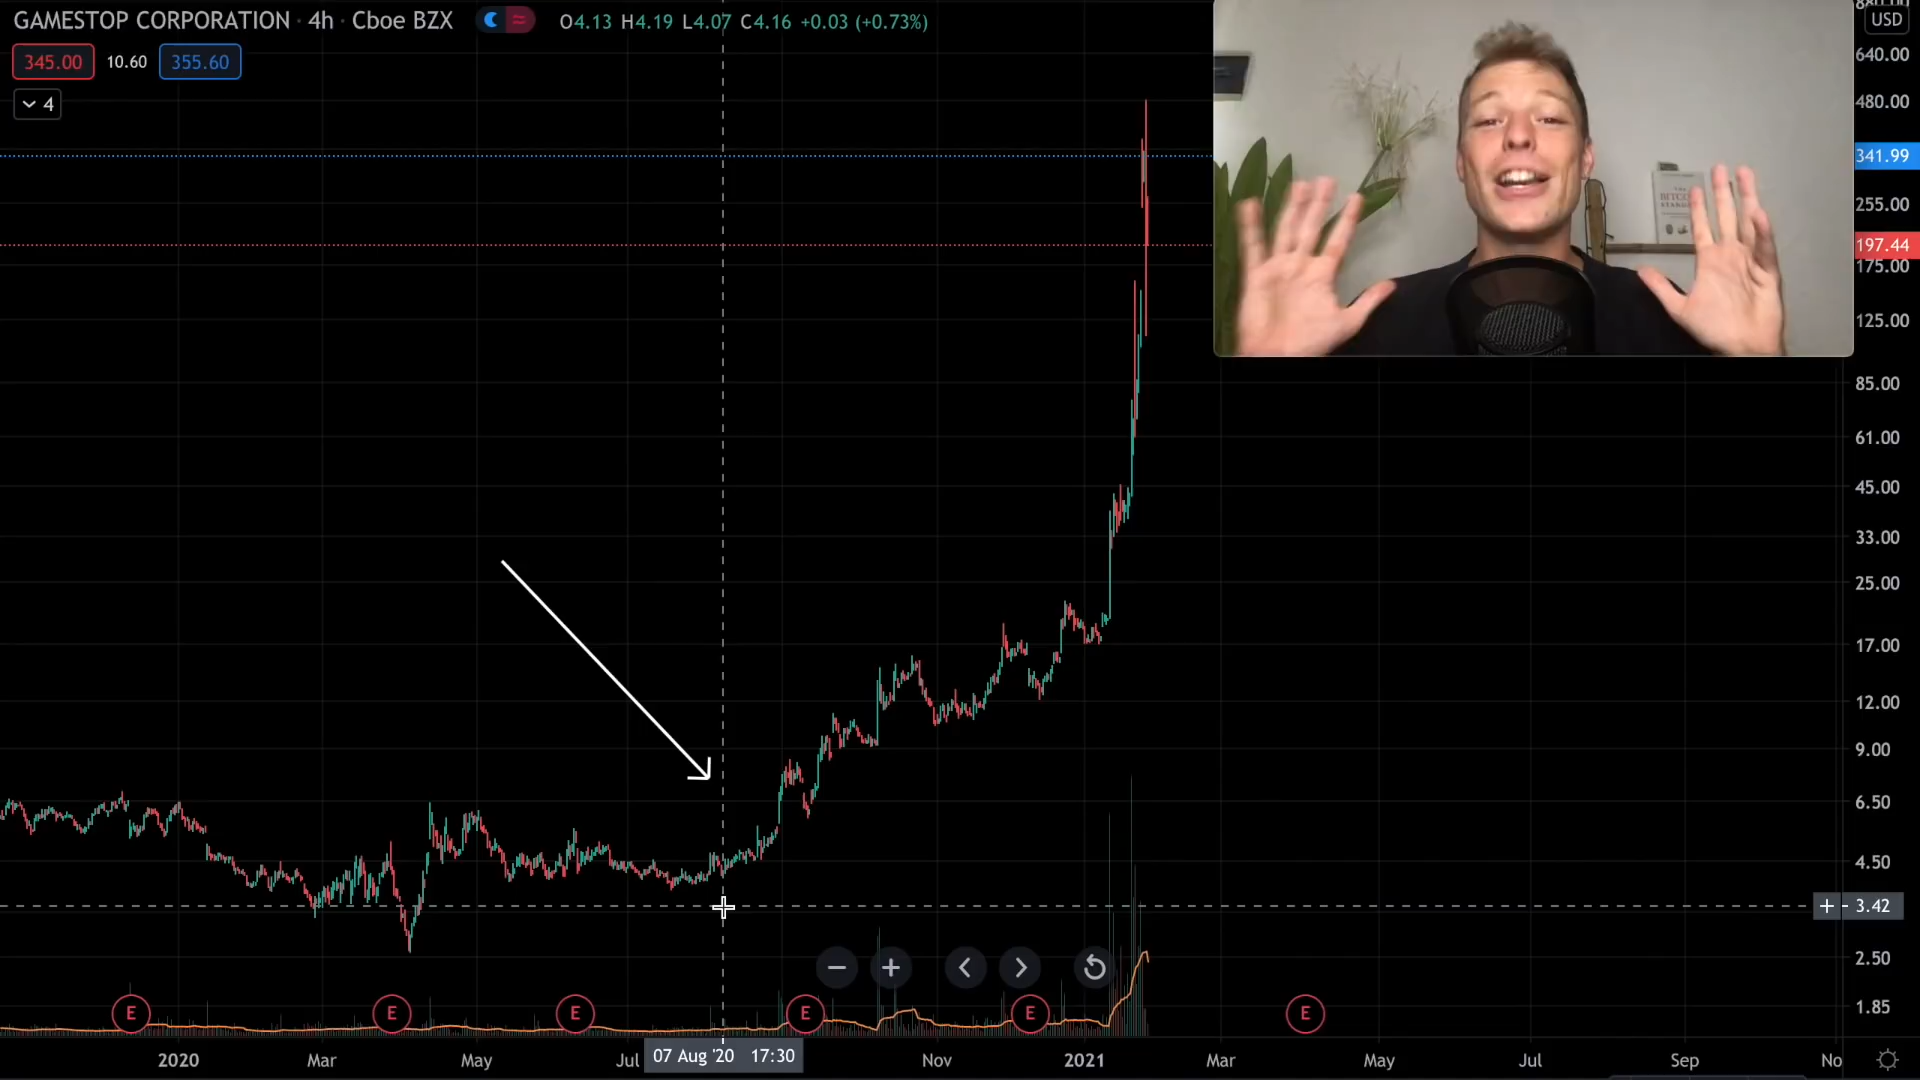 GAMESTOP CORPORATION · 4h · Cboe BZX
O4.13 H4.19 L4.07 C4.16 +0.03 (+0.73%)
345.00 10.60 355.60
4
USD
640.00
480.00
341.99
255.00
197.44
175.00
125.00
85.00
61.00
45.00
33.00
25.00
17.00
12.00
9.00
6.50
4.50
+ - 3.42
2.50
1.85
BITCO
E E E E E E
2020 Mar May Jul 07 Aug '20 17:30 Nov 2021 Mar May Jul Sep No